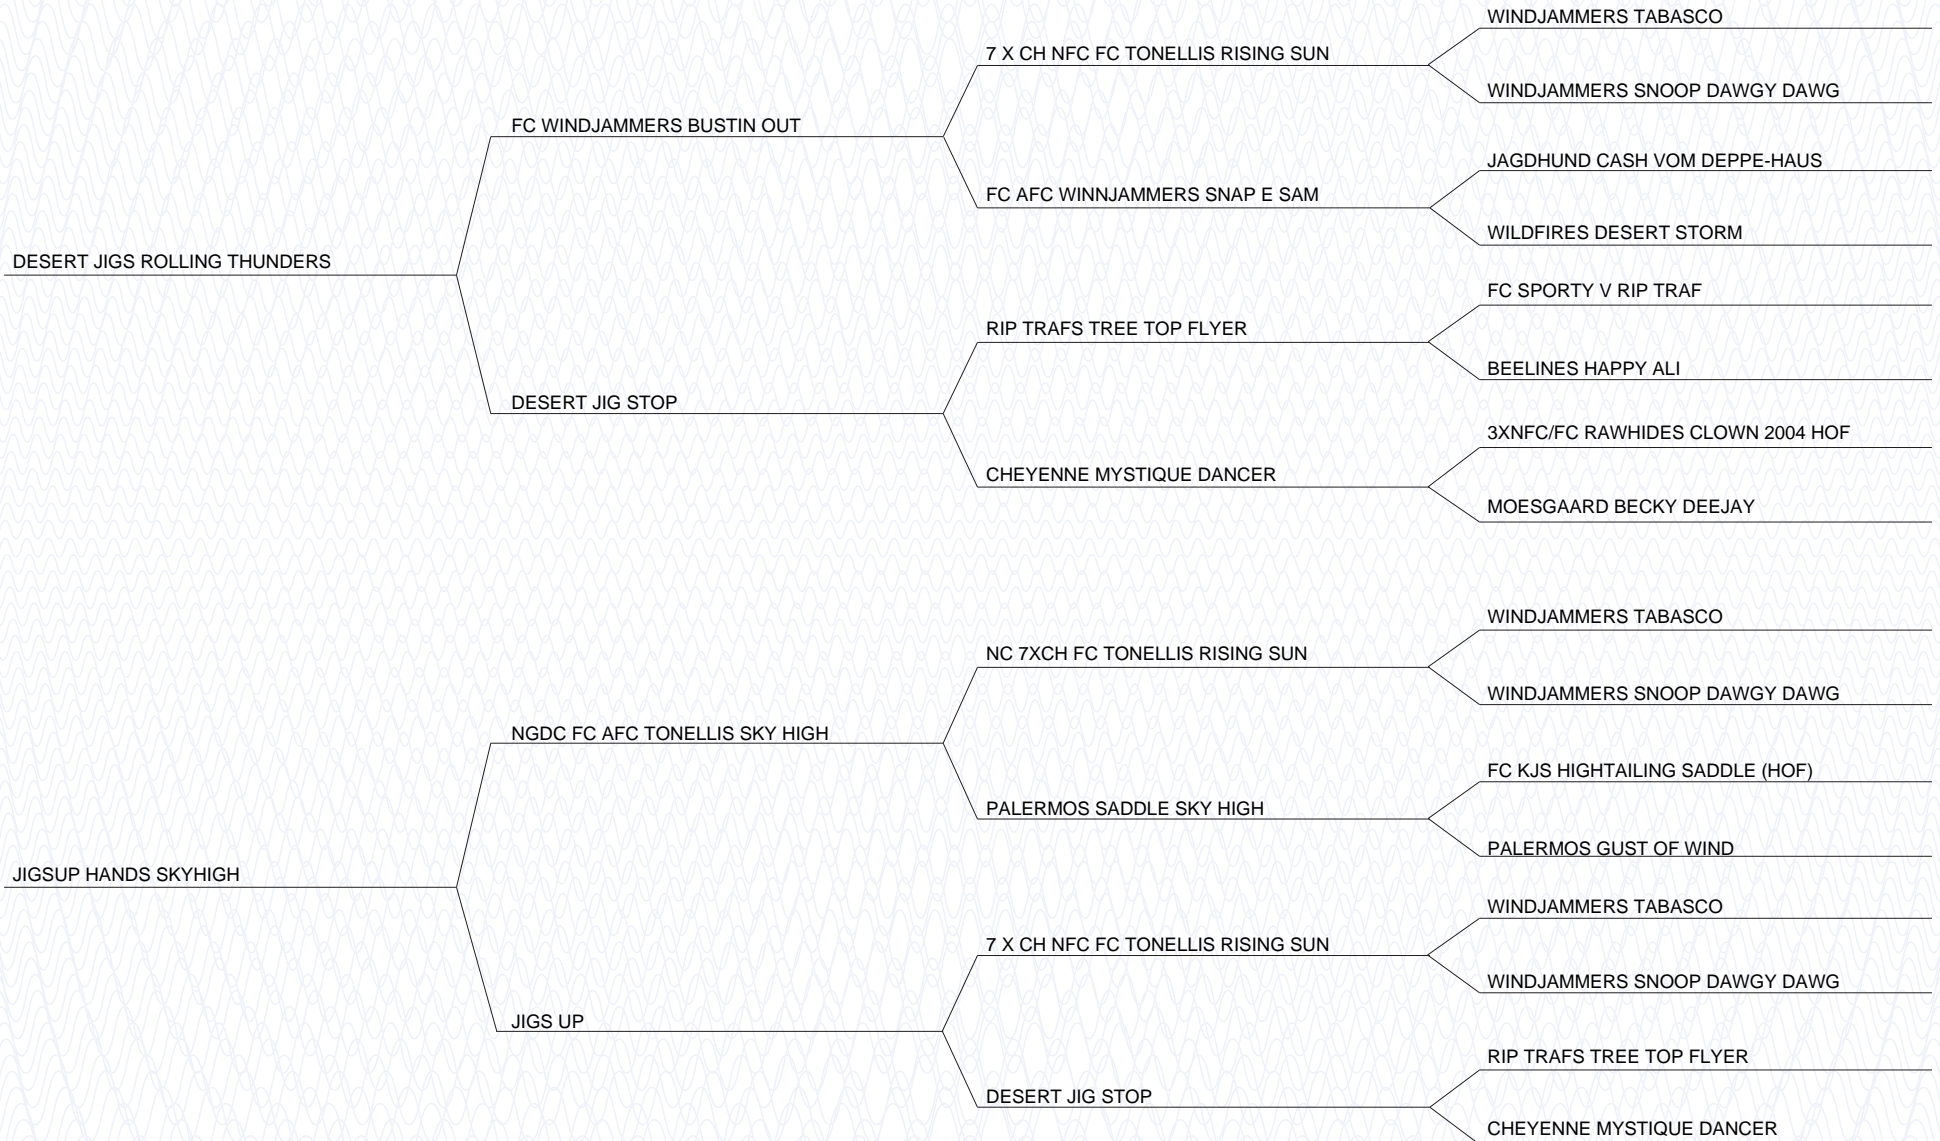 WINDJAMMERS TABASCO
7 X CH NFC FC TONELLIS RISING SUN
WINDJAMMERS SNOOP DAWGY DAWG
FC WINDJAMMERS BUSTIN OUT
JAGDHUND CASH VOM DEPPE-HAUS
FC AFC WINNJAMMERS SNAP E SAM
WILDFIRES DESERT STORM
DESERT JIGS ROLLING THUNDERS
FC SPORTY V RIP TRAF
RIP TRAFS TREE TOP FLYER
BEELINES HAPPY ALI
DESERT JIG STOP
3XNFC/FC RAWHIDES CLOWN 2004 HOF
CHEYENNE MYSTIQUE DANCER
MOESGAARD BECKY DEEJAY
WINDJAMMERS TABASCO
NC 7XCH FC TONELLIS RISING SUN
WINDJAMMERS SNOOP DAWGY DAWG
NGDC FC AFC TONELLIS SKY HIGH
FC KJS HIGHTAILING SADDLE (HOF)
PALERMOS SADDLE SKY HIGH
PALERMOS GUST OF WIND
JIGSUP HANDS SKYHIGH
WINDJAMMERS TABASCO
7 X CH NFC FC TONELLIS RISING SUN
WINDJAMMERS SNOOP DAWGY DAWG
JIGS UP
RIP TRAFS TREE TOP FLYER
DESERT JIG STOP
CHEYENNE MYSTIQUE DANCER